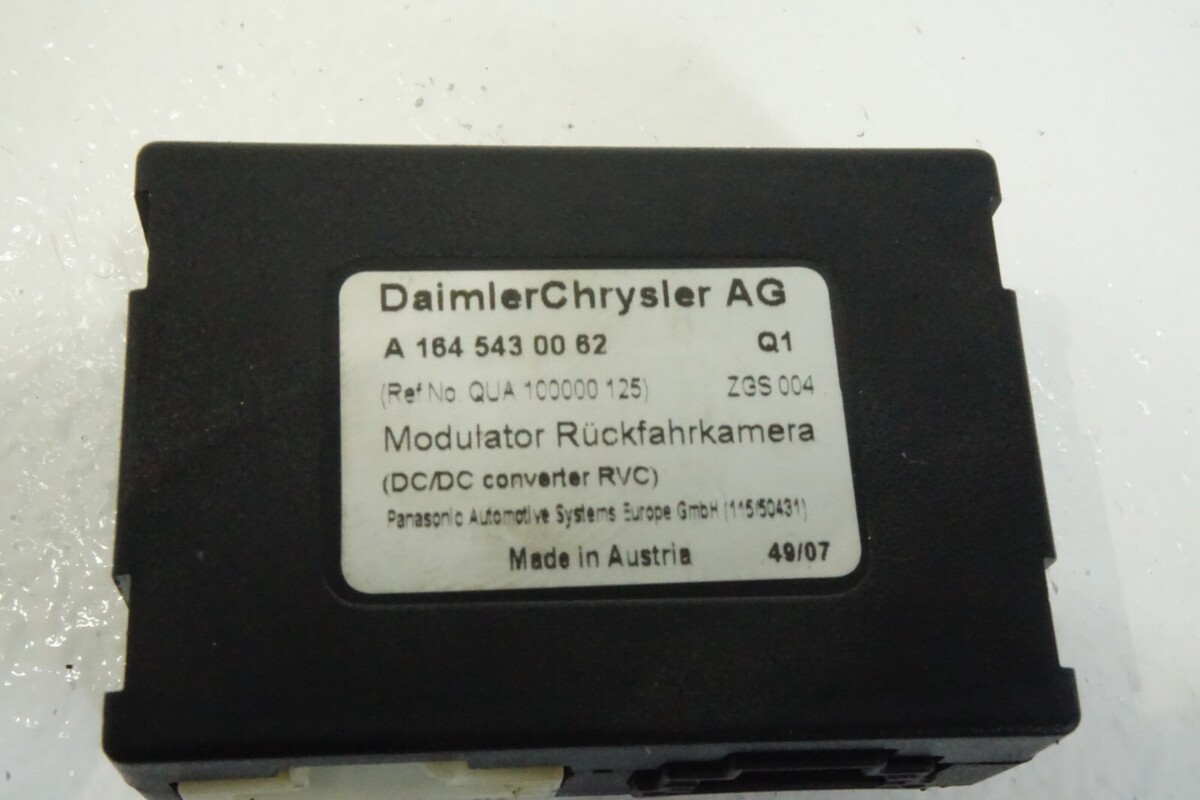 DaimlerChrysler AG
A 164 543 00 62 Q1
(Ref No. QUA 100000 125) ZGS 004
Modulator Rückfahrkamera
(DC/DC converter RVC)
Panasonic Automotive Systems Europe GmbH (115/50431)
Made in Austria 49/07